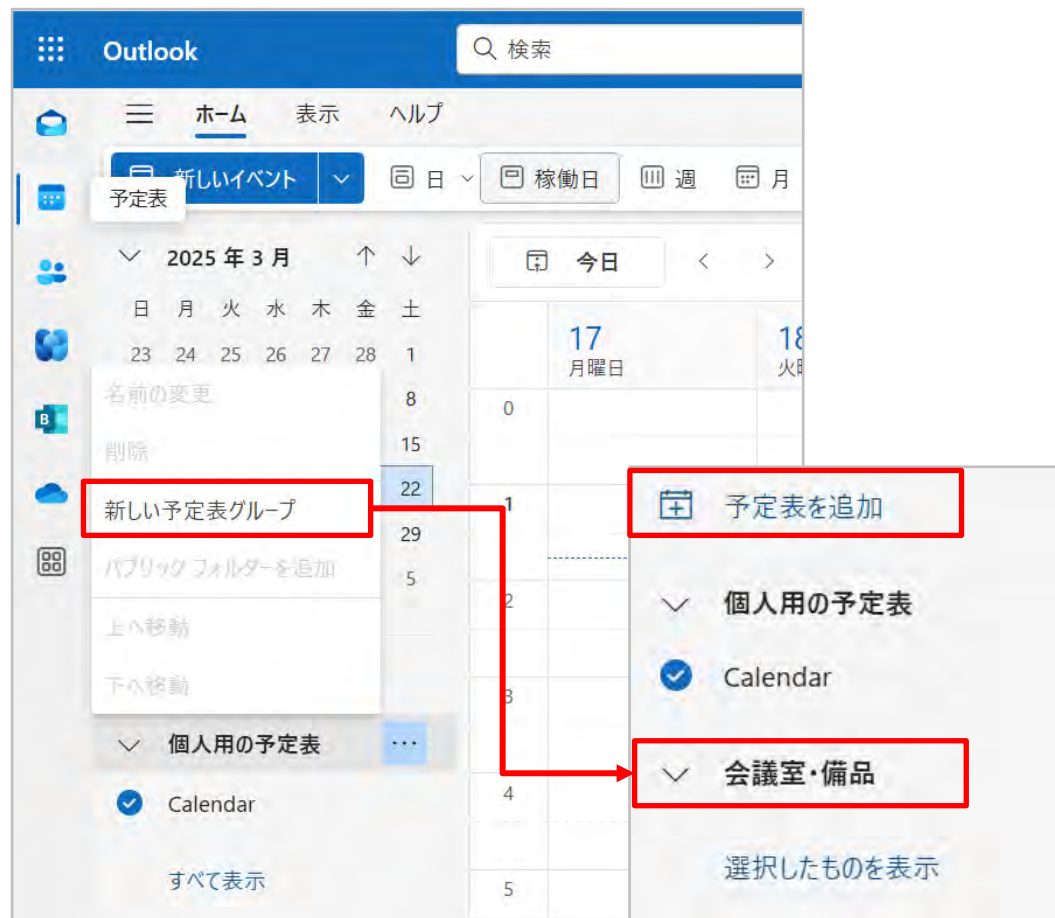 Outlook
検索
ホーム 表示 ヘルプ
新しいイベント 日 稼働日 週 月
予定表
2025 年 3 月
今日
日 月 火 水 木 金 土
23 24 25 26 27 28 1
17
月曜日
18
8
15
22
29
5
名前の変更
削除
新しい予定表グループ
パブリック フォルダーを追加
上へ移動
下へ移動
個人用の予定表 ...
Calendar
すべて表示
0
1
2
3
4
5
予定表を追加
個人用の予定表
Calendar
会議室・備品
選択したものを表示